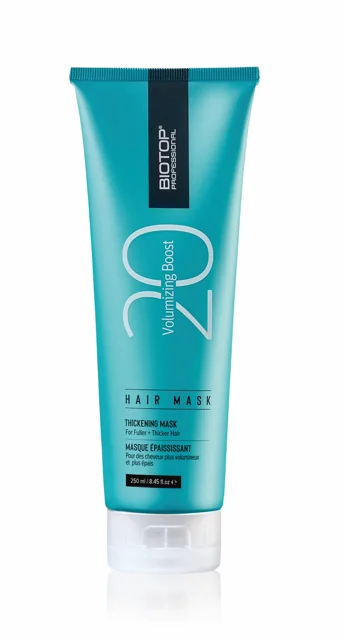 BIOTOP®
PROFESSIONAL
20
Volumizing Boost
HAIR MASK
THICKENING MASK
For Fuller + Thicker Hair
MASQUE ÉPAISSISSANT
Pour des cheveux plus volumineux
et plus épais
250 ml / 8.45 fl.oz ℮